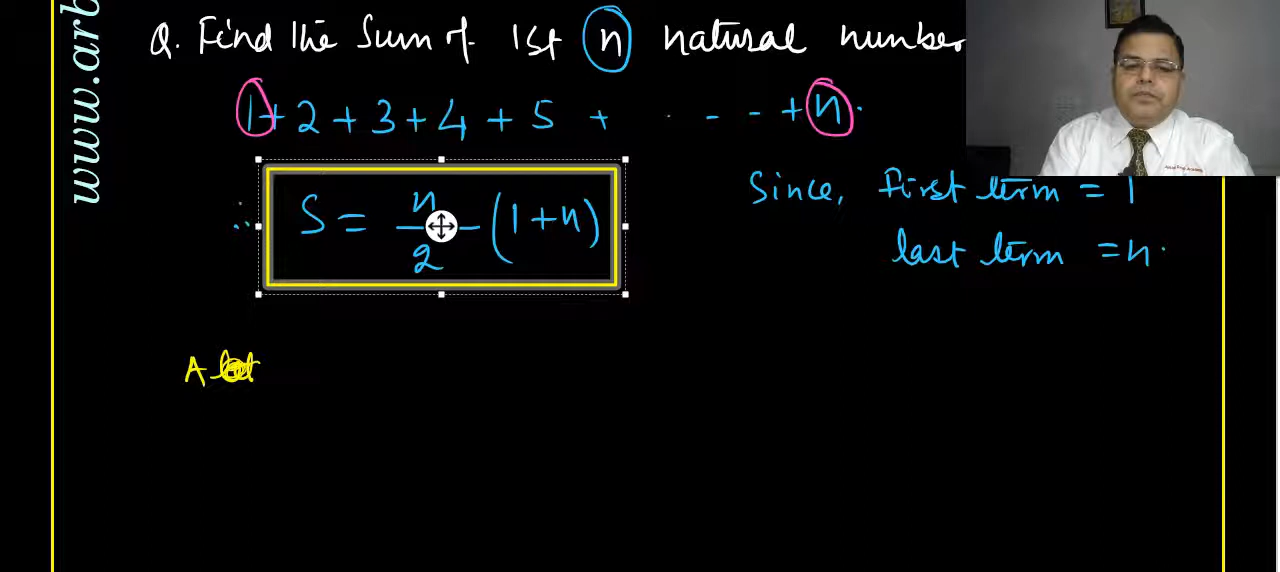 www.arb
Q. Find the Sum of 1st n natural number
1+2+3+4+5+ . - - - +n.
Since, first term = 1
∴ S = n/2 - (1+n)
last term = n.
A